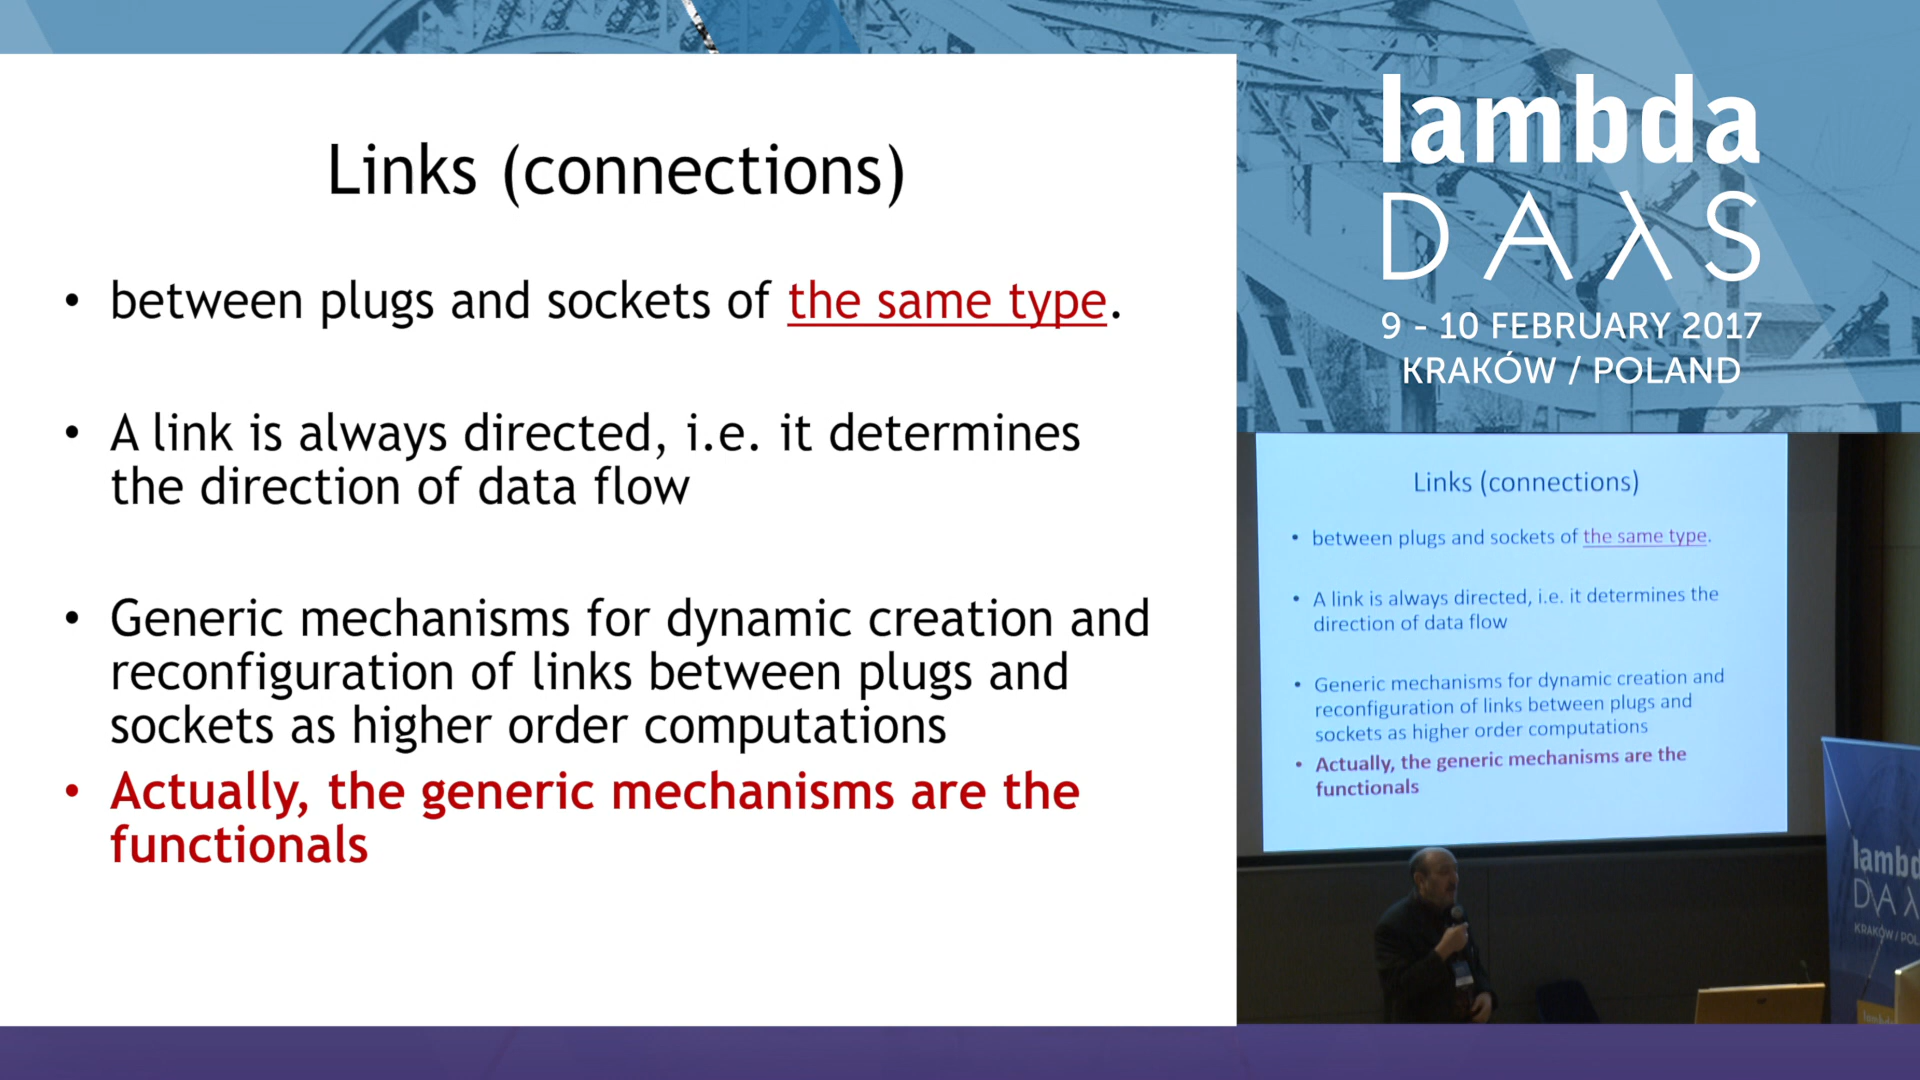 Links (connections)
• between plugs and sockets of the same type.
• A link is always directed, i.e. it determines
the direction of data flow
• Generic mechanisms for dynamic creation and
reconfiguration of links between plugs and
sockets as higher order computations
• Actually, the generic mechanisms are the
functionals
lambda
DAλS
9 - 10 FEBRUARY 2017
KRAKÓW / POLAND
Links (connections)
• between plugs and sockets of the same type.
• A link is always directed, i.e. it determines the
direction of data flow
• Generic mechanisms for dynamic creation and
reconfiguration of links between plugs and
sockets as higher order computations
• Actually, the generic mechanisms are the
functionals
lambd
DAλ
KRAKÓW / POL